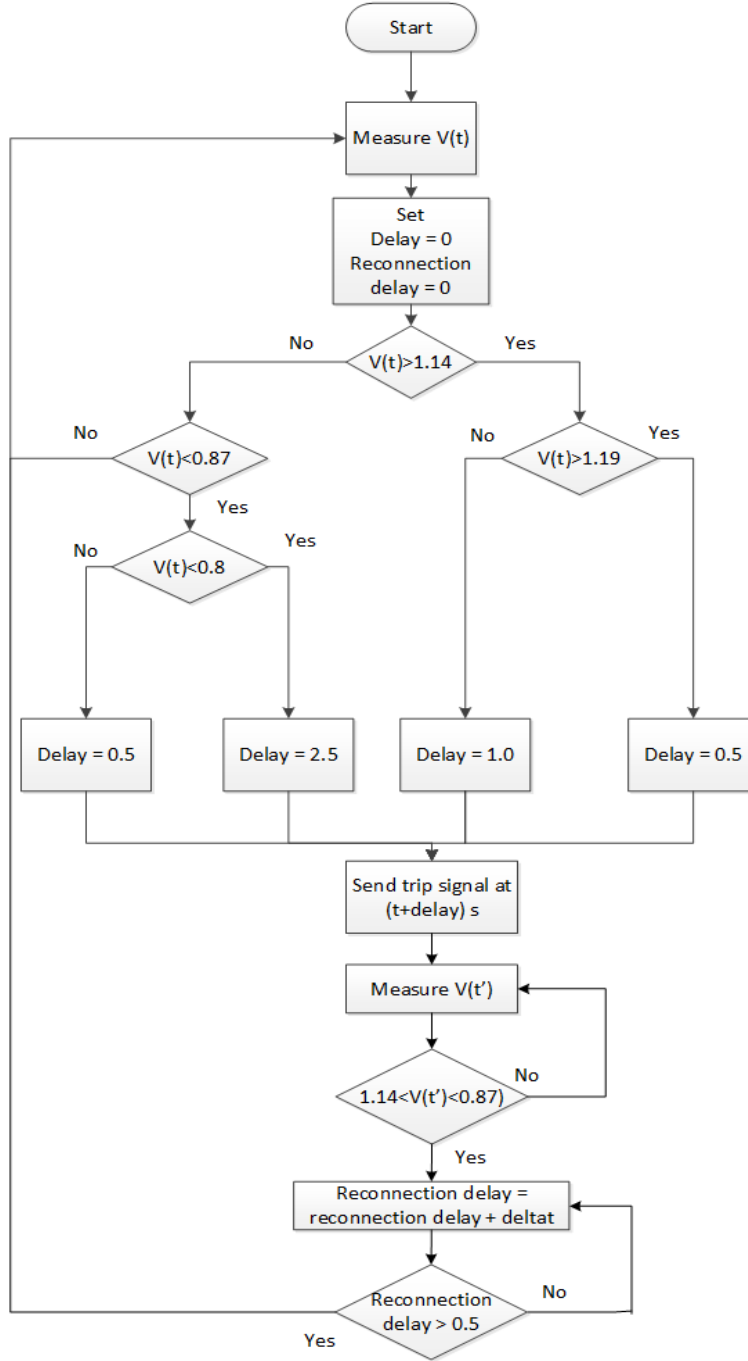 Start
Measure V(t)
Set
Delay = 0
Reconnection
delay = 0
No
V(t)>1.14
Yes
No
V(t)<0.87
Yes
No
V(t)>1.19
Yes
No
V(t)<0.8
Yes
Delay = 0.5
Delay = 2.5
Delay = 1.0
Delay = 0.5
Send trip signal at
(t+delay) s
Measure V(t’)
1.14<V(t’)<0.87)
No
Yes
Reconnection delay =
reconnection delay + deltat
Reconnection
delay > 0.5
No
Yes